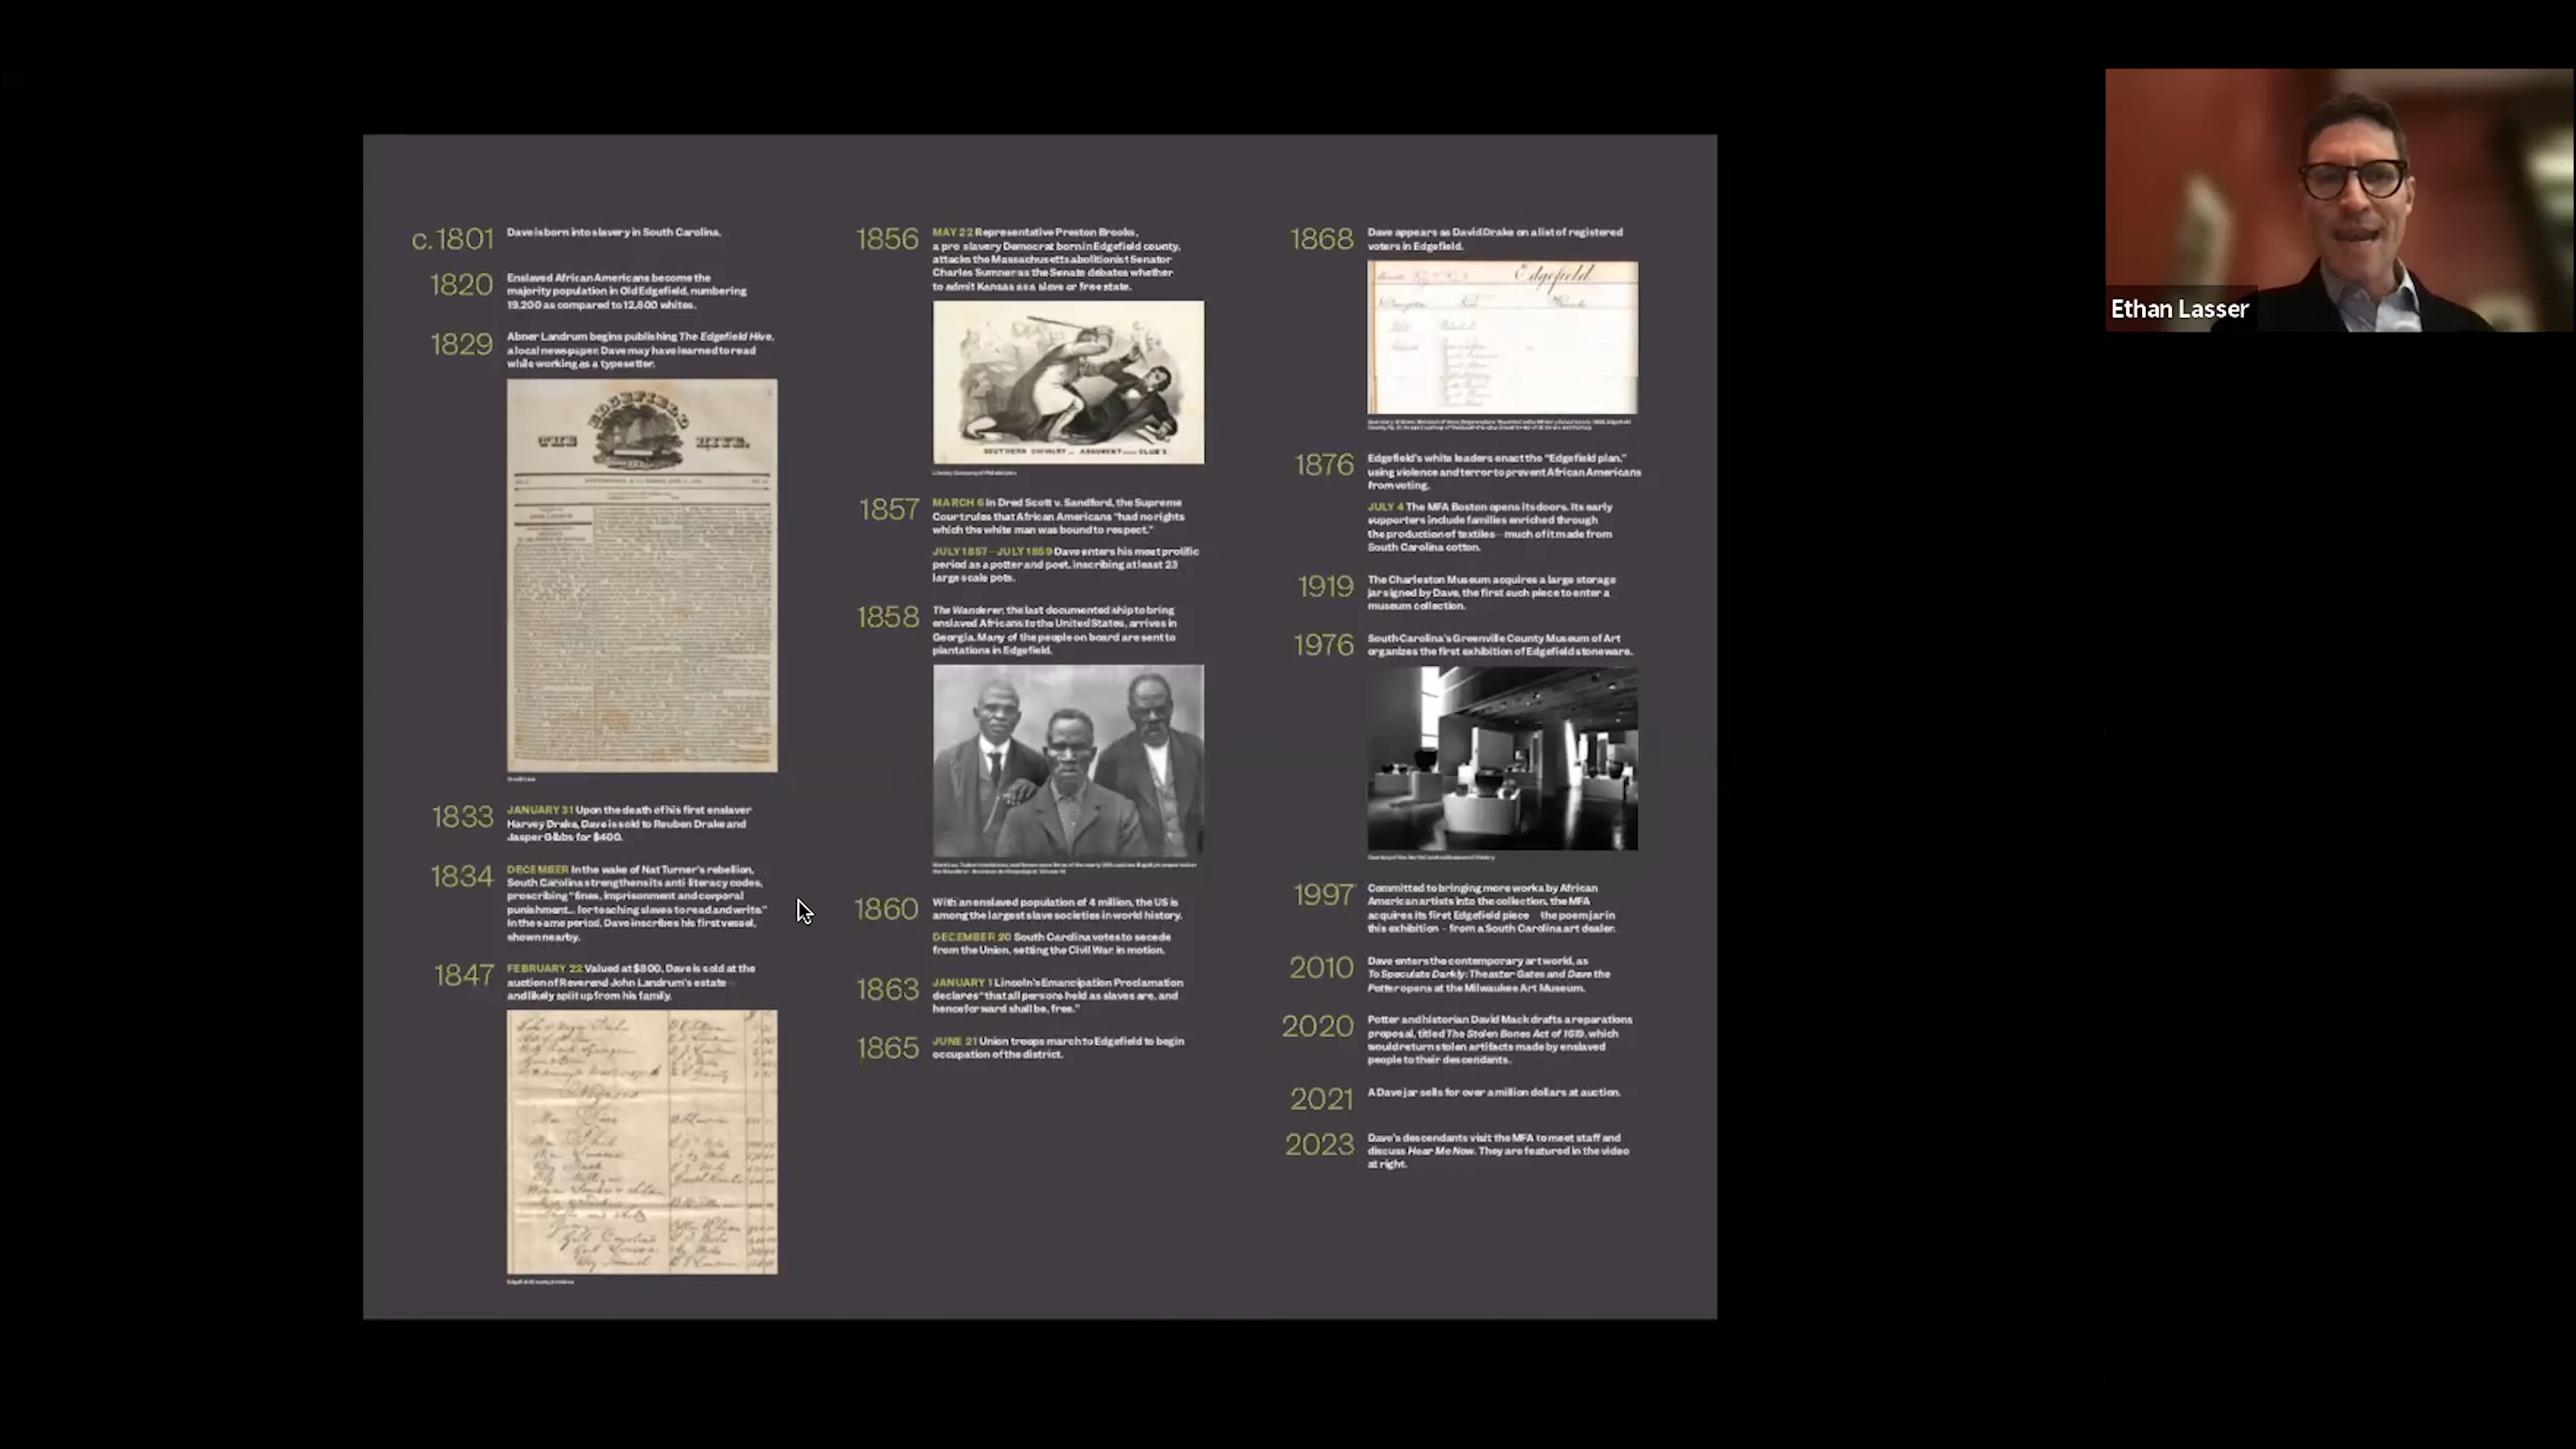 c.1801
Dave is born into slavery in South Carolina.
1820
Enslaved African Americans become the
majority population in Old Edgefield, numbering
19,200 as compared to 12,800 whites.
1829
Abner Landrum begins publishing The Edgefield Hive,
a local newspaper. Dave may have learned to read
while working as a typesetter.
THE EDGEFIELD HIVE.
1833
JANUARY 31 Upon the death of his first enslaver
Harvey Drake, Dave is sold to Reuben Drake and
Jasper Gibbs for $400.
1834
DECEMBER In the wake of Nat Turner's rebellion,
South Carolina strengthens its anti-literacy codes,
prescribing "fines, imprisonment and corporal
punishment... for teaching slaves to read and write."
In the same period, Dave inscribes his first vessel,
shown nearby.
1847
FEBRUARY 22 Valued at $800, Dave is sold at the
auction of Reverend John Landrum's estate –
and likely split up from his family.
1856
MAY 22 Representative Preston Brooks,
a pro-slavery Democrat born in Edgefield county,
attacks the Massachusetts abolitionist Senator
Charles Sumner as the Senate debates whether
to admit Kansas as a slave or free state.
SOUTHERN CHIVALRY – ARGUMENT CLUB'S.
Library Company of Philadelphia
1857
MARCH 6 In Dred Scott v. Sandford, the Supreme
Court rules that African Americans "had no rights
which the white man was bound to respect."
JULY 1857–JULY 1859 Dave enters his most prolific
period as a potter and poet, inscribing at least 23
large scale pots.
1858
The Wanderer, the last documented ship to bring
enslaved Africans to the United States, arrives in
Georgia. Many of the people on board are sent to
plantations in Edgefield.
1860
With an enslaved population of 4 million, the US is
among the largest slave societies in world history.
DECEMBER 20 South Carolina votes to secede
from the Union, setting the Civil War in motion.
1863
JANUARY 1 Lincoln's Emancipation Proclamation
declares "that all persons held as slaves are, and
henceforward shall be, free."
1865
JUNE 21 Union troops march to Edgefield to begin
occupation of the district.
1868
Dave appears as David Drake on a list of registered
voters in Edgefield.
Edgefield
1876
Edgefield's white leaders enact the "Edgefield plan,"
using violence and terror to prevent African Americans
from voting.
JULY 4 The MFA Boston opens its doors. Its early
supporters include families enriched through
the production of textiles – much of it made from
South Carolina cotton.
1919
The Charleston Museum acquires a large storage
jar signed by Dave, the first such piece to enter a
museum collection.
1976
South Carolina's Greenville County Museum of Art
organizes the first exhibition of Edgefield stoneware.
1997
Committed to bringing more works by African
American artists into the collection, the MFA
acquires its first Edgefield piece – the poem jar in
this exhibition – from a South Carolina art dealer.
2010
Dave enters the contemporary art world, as
To Speculate Darkly: Theaster Gates and Dave the
Potter opens at the Milwaukee Art Museum.
2020
Potter and historian David Mack drafts a reparations
proposal, titled The Stolen Bones Act of 1619, which
would return stolen artifacts made by enslaved
people to their descendants.
2021
A Dave jar sells for over a million dollars at auction.
2023
Dave's descendants visit the MFA to meet staff and
discuss Hear Me Now. They are featured in the video
at right.
Ethan Lasser